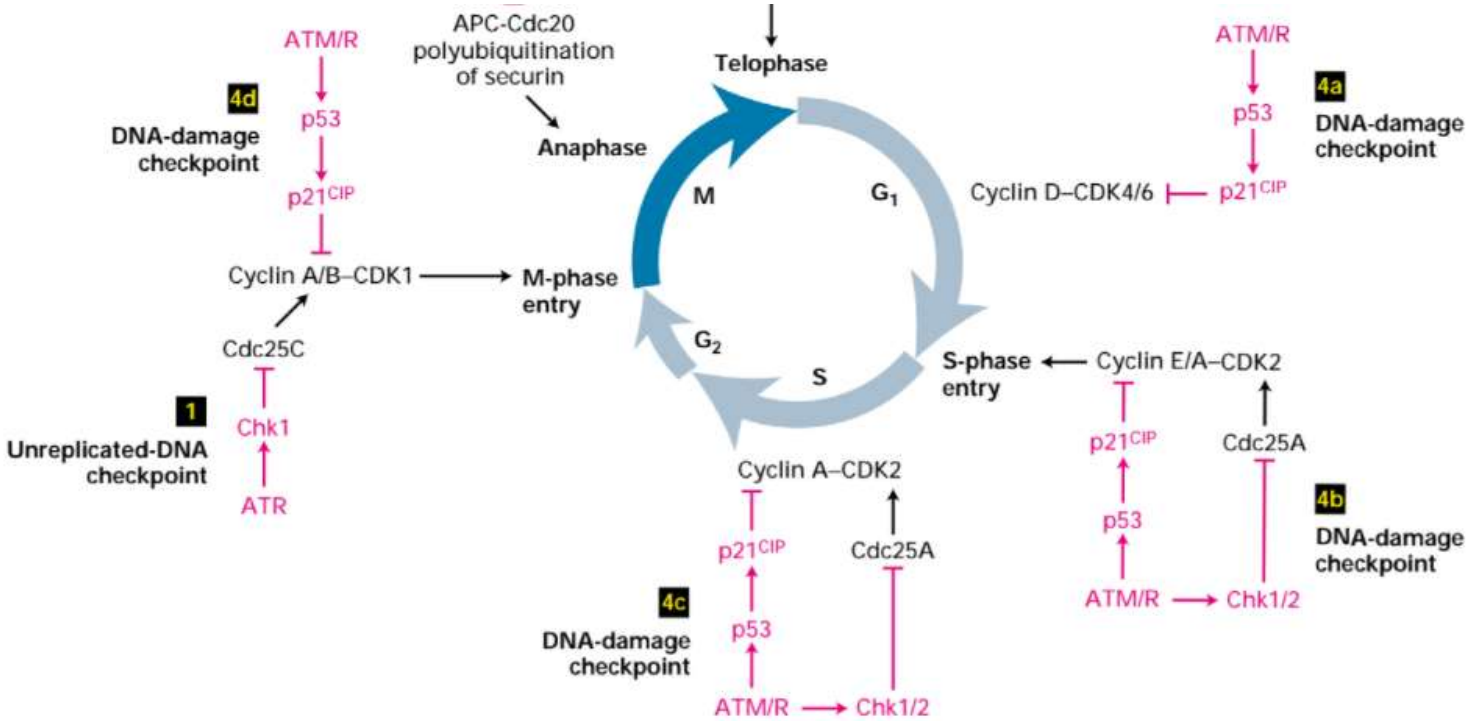 APC-Cdc20
polyubiquitination
of securin
Anaphase
Telophase
ATM/R
p53
p21CIP
4d
DNA-damage
checkpoint
Cyclin A/B–CDK1
M-phase
entry
Cdc25C
Chk1
ATR
1
Unreplicated-DNA
checkpoint
M
G1
G2
S
ATM/R
p53
p21CIP
Cyclin D–CDK4/6
4a
DNA-damage
checkpoint
S-phase
entry
Cyclin E/A–CDK2
p21CIP
Cdc25A
p53
ATM/R
Chk1/2
4b
DNA-damage
checkpoint
Cyclin A–CDK2
p21CIP
Cdc25A
p53
ATM/R
Chk1/2
4c
DNA-damage
checkpoint